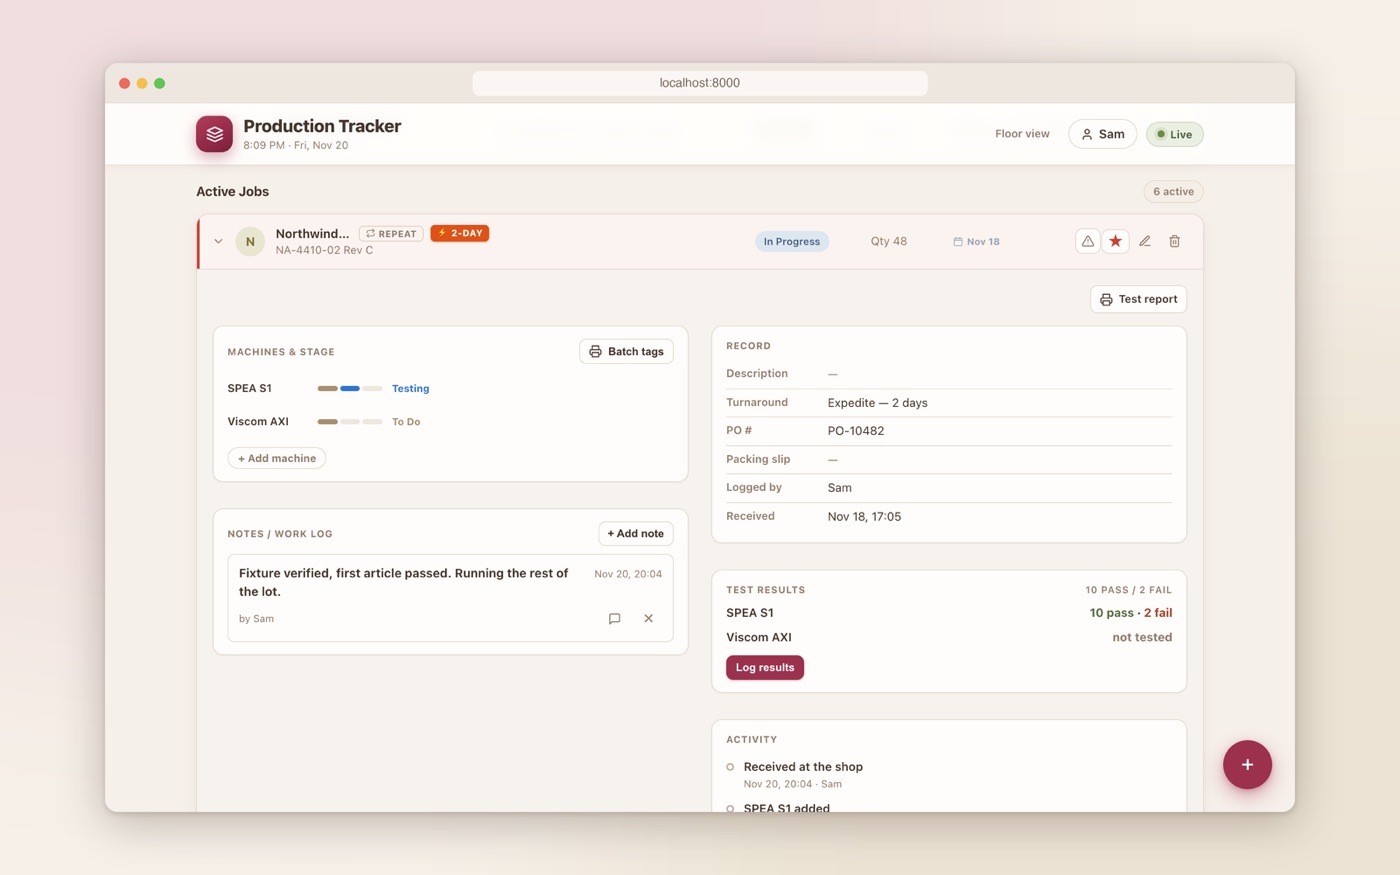 localhost:8000
Production Tracker
8:09 PM · Fri, Nov 20
Floor view
Sam
Live
Active Jobs
6 active
N
Northwind...
REPEAT
2-DAY
NA-4410-02 Rev C
In Progress
Qty 48
Nov 18
Test report
MACHINES & STAGE
Batch tags
SPEA S1
Testing
Viscom AXI
To Do
+ Add machine
NOTES / WORK LOG
+ Add note
Fixture verified, first article passed. Running the rest of
the lot.
Nov 20, 20:04
by Sam
RECORD
Description —
Turnaround Expedite — 2 days
PO # PO-10482
Packing slip —
Logged by Sam
Received Nov 18, 17:05
TEST RESULTS
10 PASS / 2 FAIL
SPEA S1 10 pass · 2 fail
Viscom AXI not tested
Log results
ACTIVITY
Received at the shop
Nov 20, 20:04 · Sam
SPEA S1 added
+